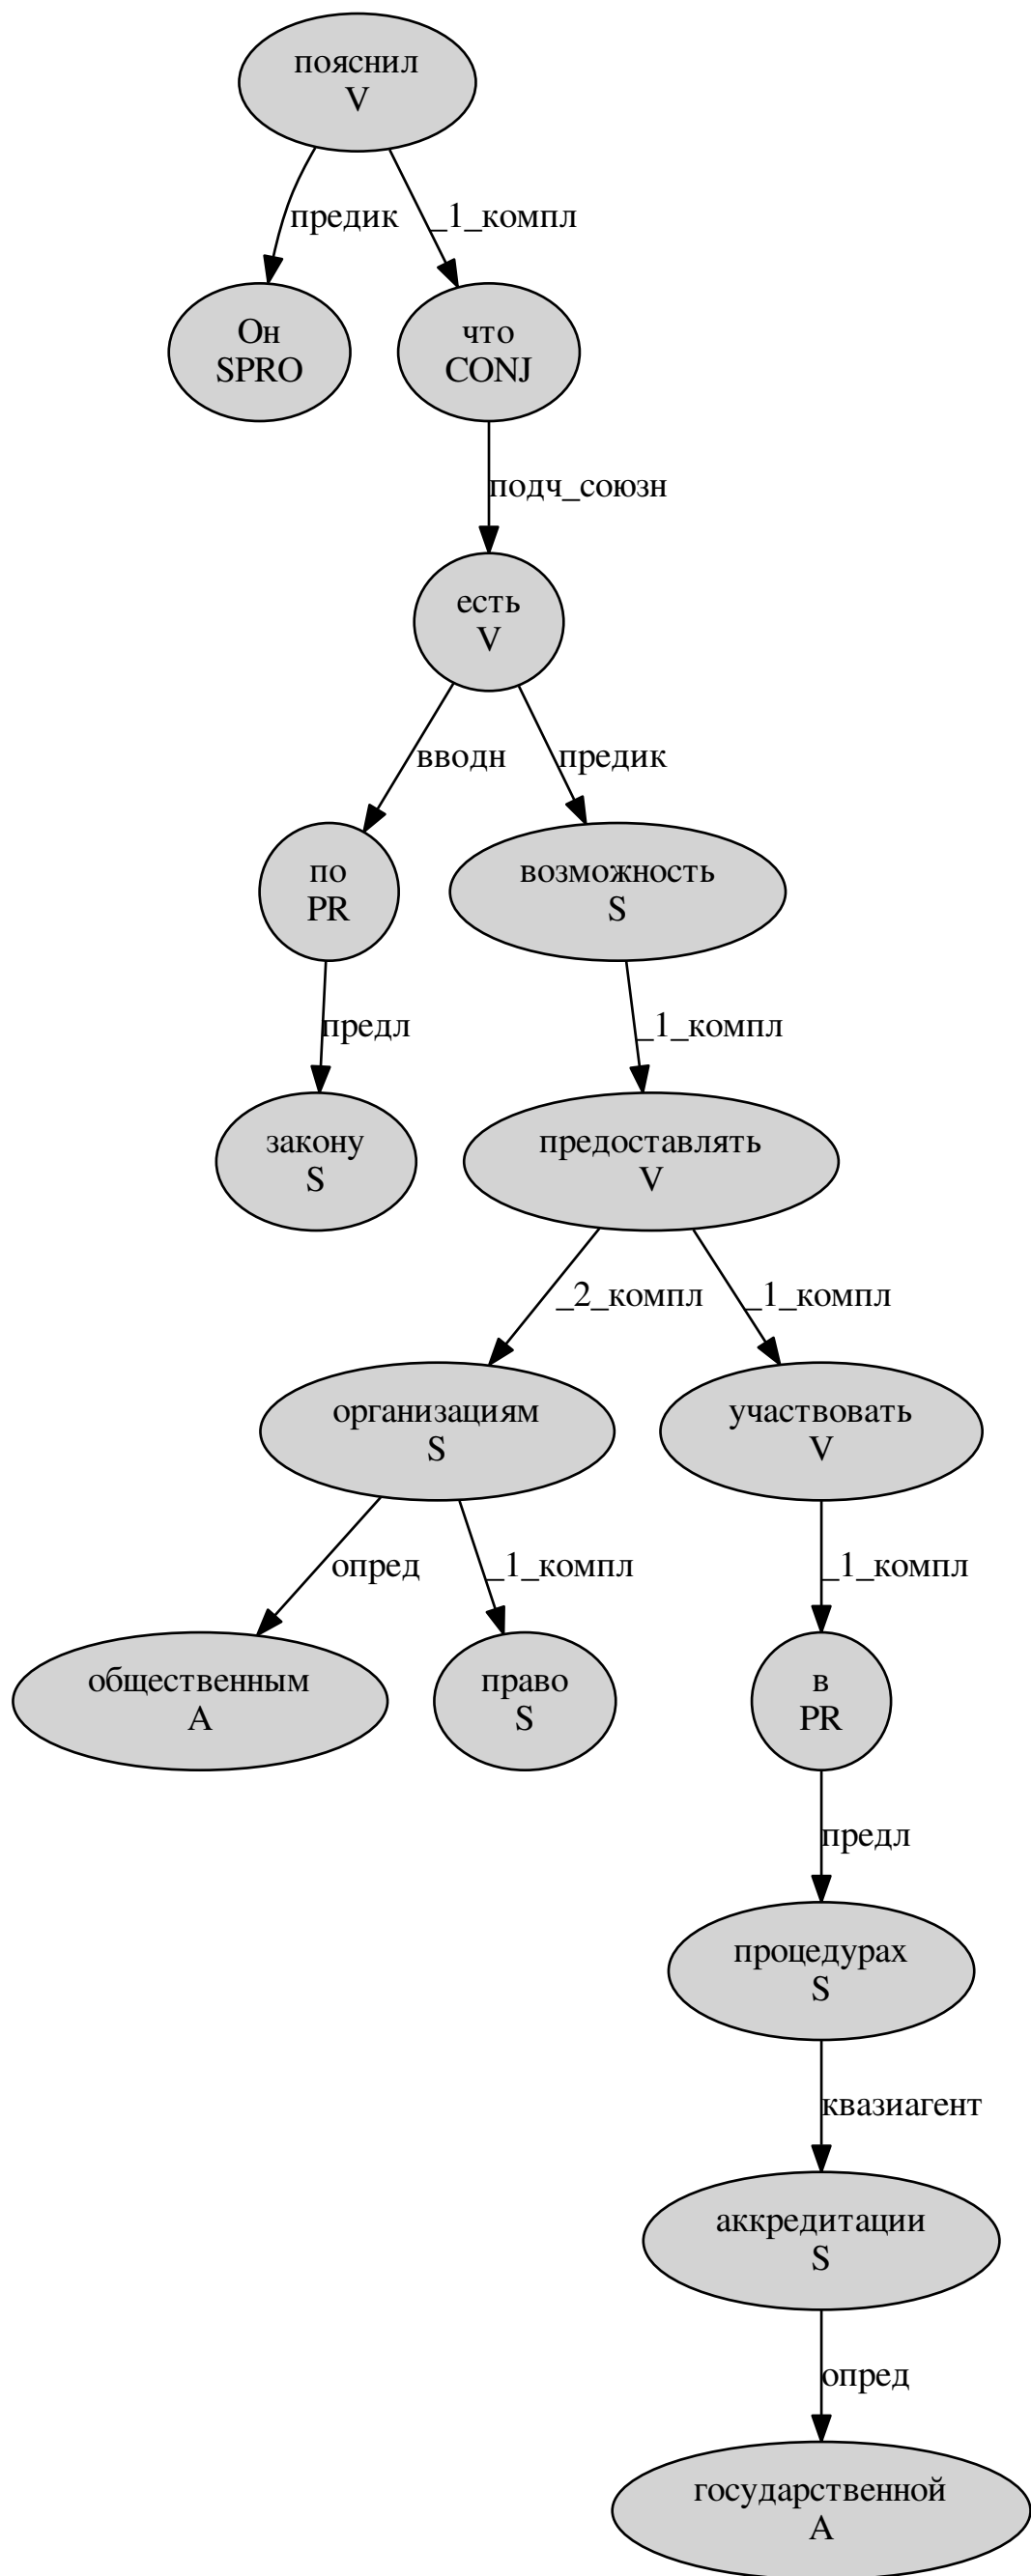 пояснил
V
предик
_1_компл
Он
SPRO
что
CONJ
подч_союзн
есть
V
вводн
предик
по
PR
возможность
S
предл
_1_компл
закону
S
предоставлять
V
_2_компл
_1_компл
организациям
S
участвовать
V
опред
_1_компл
_1_компл
общественным
A
право
S
в
PR
предл
процедурах
S
квазиагент
аккредитации
S
опред
государственной
A